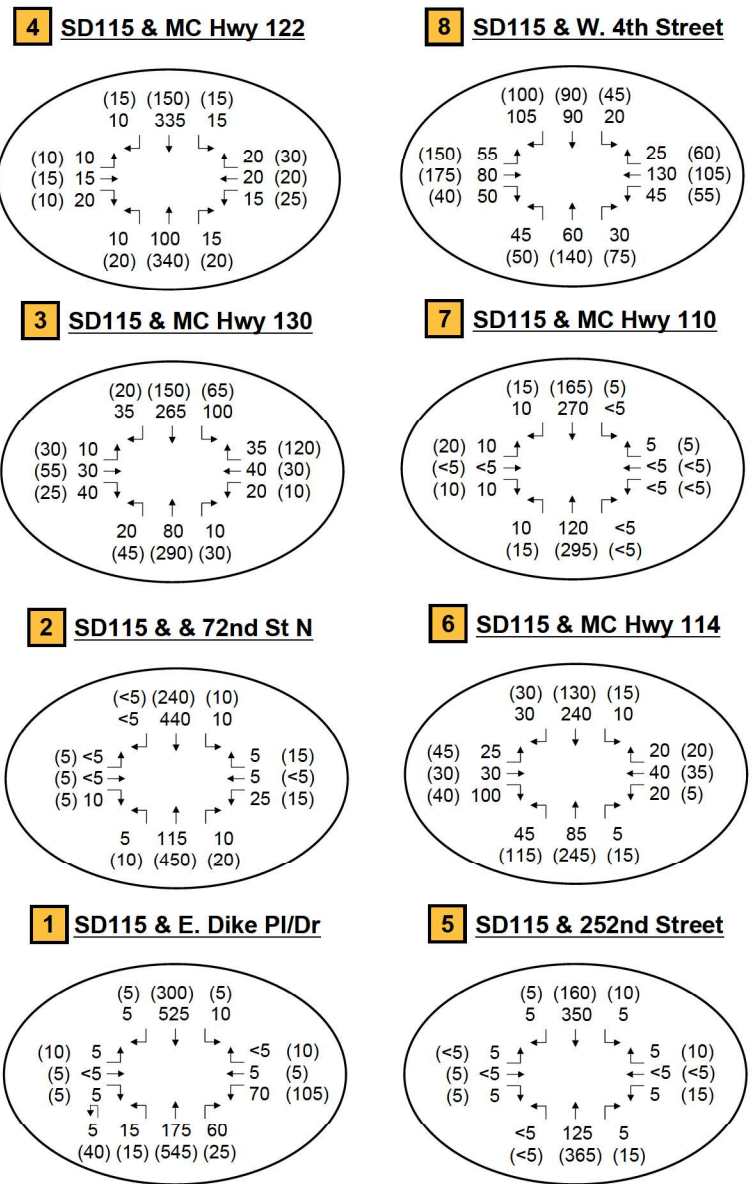 4 SD115 & MC Hwy 122
(15) (150) (15)
10 335 15
(10) 10
(15) 15
(10) 20
20 (30)
20 (20)
15 (25)
10 100 15
(20) (340) (20)
8 SD115 & W. 4th Street
(100) (90) (45)
105 90 20
(150) 55
(175) 80
(40) 50
25 (60)
130 (105)
45 (55)
45 60 30
(50) (140) (75)
3 SD115 & MC Hwy 130
(20) (150) (65)
35 265 100
(30) 10
(55) 30
(25) 40
35 (120)
40 (30)
20 (10)
20 80 10
(45) (290) (30)
7 SD115 & MC Hwy 110
(15) (165) (5)
10 270 <5
(20) 10
(<5) <5
(10) 10
5 (5)
<5 (<5)
<5 (<5)
10 120 <5
(15) (295) (<5)
2 SD115 & & 72nd St N
(<5) (240) (10)
<5 440 10
(5) <5
(5) <5
(5) 10
5 (15)
5 (<5)
25 (15)
5 115 10
(10) (450) (20)
6 SD115 & MC Hwy 114
(30) (130) (15)
30 240 10
(45) 25
(30) 30
(40) 100
20 (20)
40 (35)
20 (5)
45 85 5
(115) (245) (15)
1 SD115 & E. Dike Pl/Dr
(5) (300) (5)
5 525 10
(10) 5
(5) <5
(5) 5
<5 (10)
5 (5)
70 (105)
5 15 175 60
(40) (15) (545) (25)
5 SD115 & 252nd Street
(5) (160) (10)
5 350 5
(<5) 5
(5) <5
(5) 5
5 (10)
<5 (<5)
5 (15)
<5 125 5
(<5) (365) (15)